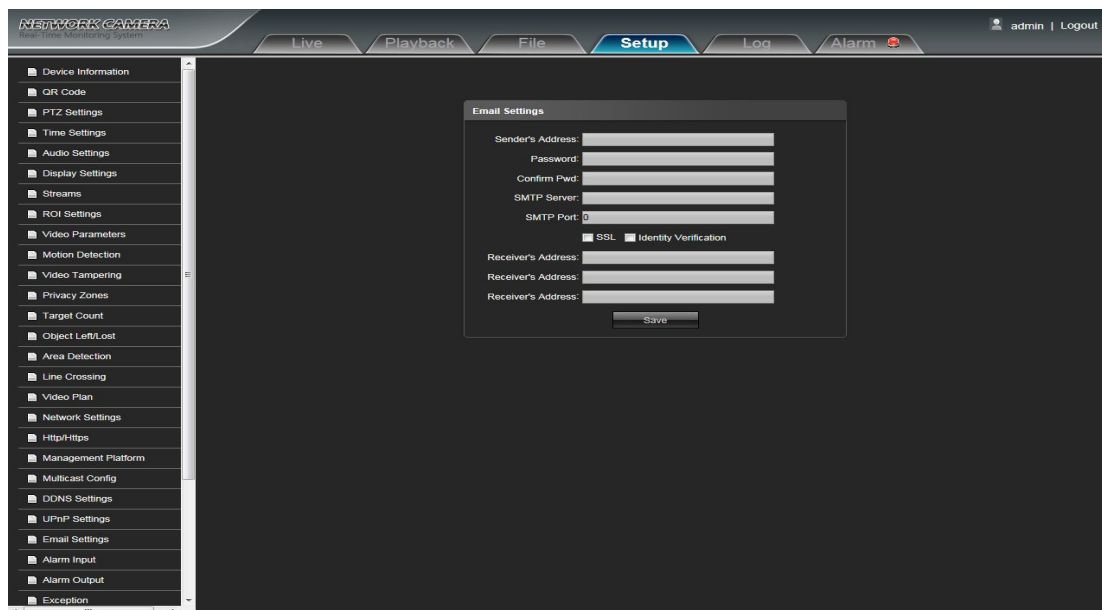 NETWORK CAMERA
Real-Time Monitoring System
Live
Playback
File
Setup
Log
Alarm
admin | Logout
Device Information
QR Code
PTZ Settings
Time Settings
Audio Settings
Display Settings
Streams
ROI Settings
Video Parameters
Motion Detection
Video Tampering
Privacy Zones
Target Count
Object Left/Lost
Area Detection
Line Crossing
Video Plan
Network Settings
Http/Https
Management Platform
Multicast Config
DDNS Settings
UPnP Settings
Email Settings
Alarm Input
Alarm Output
Exception
Email Settings
Sender's Address:
Password:
Confirm Pwd:
SMTP Server:
SMTP Port: 0
SSL Identity Verification
Receiver's Address:
Receiver's Address:
Receiver's Address:
Save